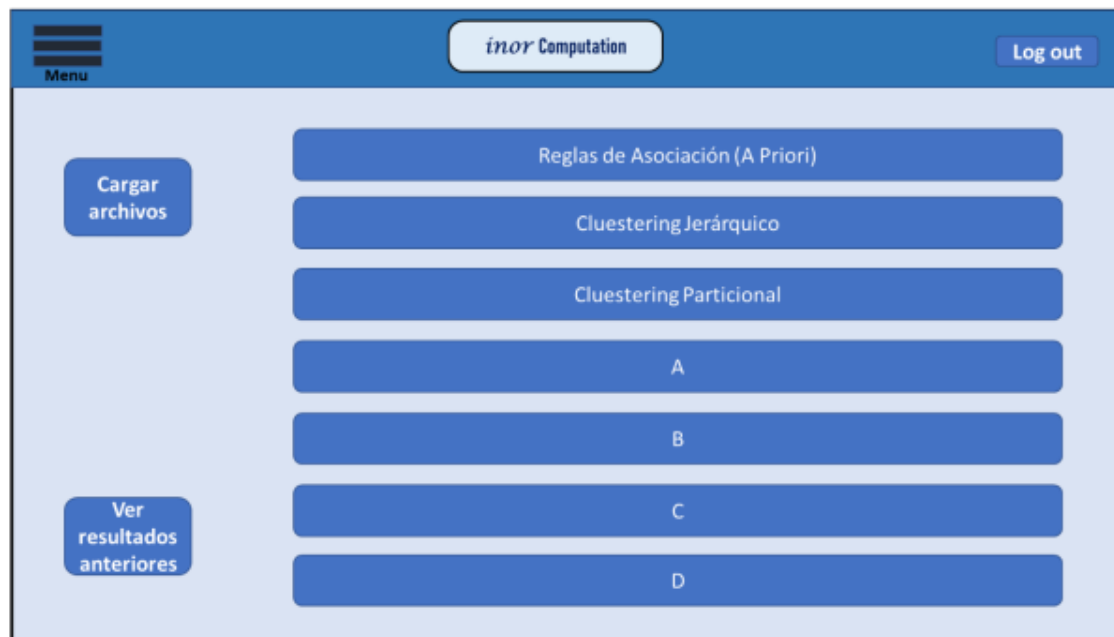 Menu
inor Computation
Log out
Cargar
archivos
Reglas de Asociación (A Priori)
Cluestering Jerárquico
Cluestering Particional
A
B
C
D
Ver
resultados
anteriores